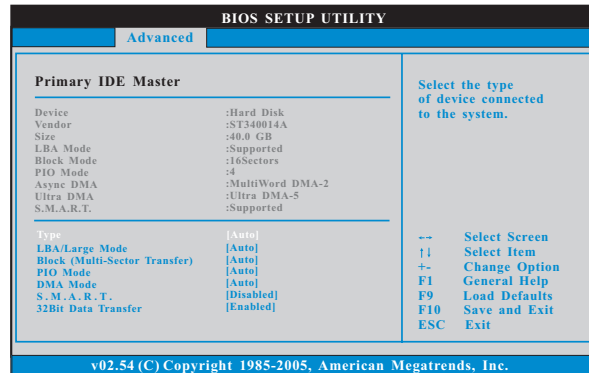 BIOS SETUP UTILITY
Advanced
Primary IDE Master
Device :Hard Disk
Vendor :ST340014A
Size :40.0 GB
LBA Mode :Supported
Block Mode :16Sectors
PIO Mode :4
Async DMA :MultiWord DMA-2
Ultra DMA :Ultra DMA-5
S.M.A.R.T. :Supported
Type [Auto]
LBA/Large Mode [Auto]
Block (Multi-Sector Transfer) [Auto]
PIO Mode [Auto]
DMA Mode [Auto]
S.M.A.R.T. [Disabled]
32Bit Data Transfer [Enabled]
Select the type
of device connected
to the system.
←→ Select Screen
↑↓ Select Item
+- Change Option
F1 General Help
F9 Load Defaults
F10 Save and Exit
ESC Exit
v02.54 (C) Copyright 1985-2005, American Megatrends, Inc.